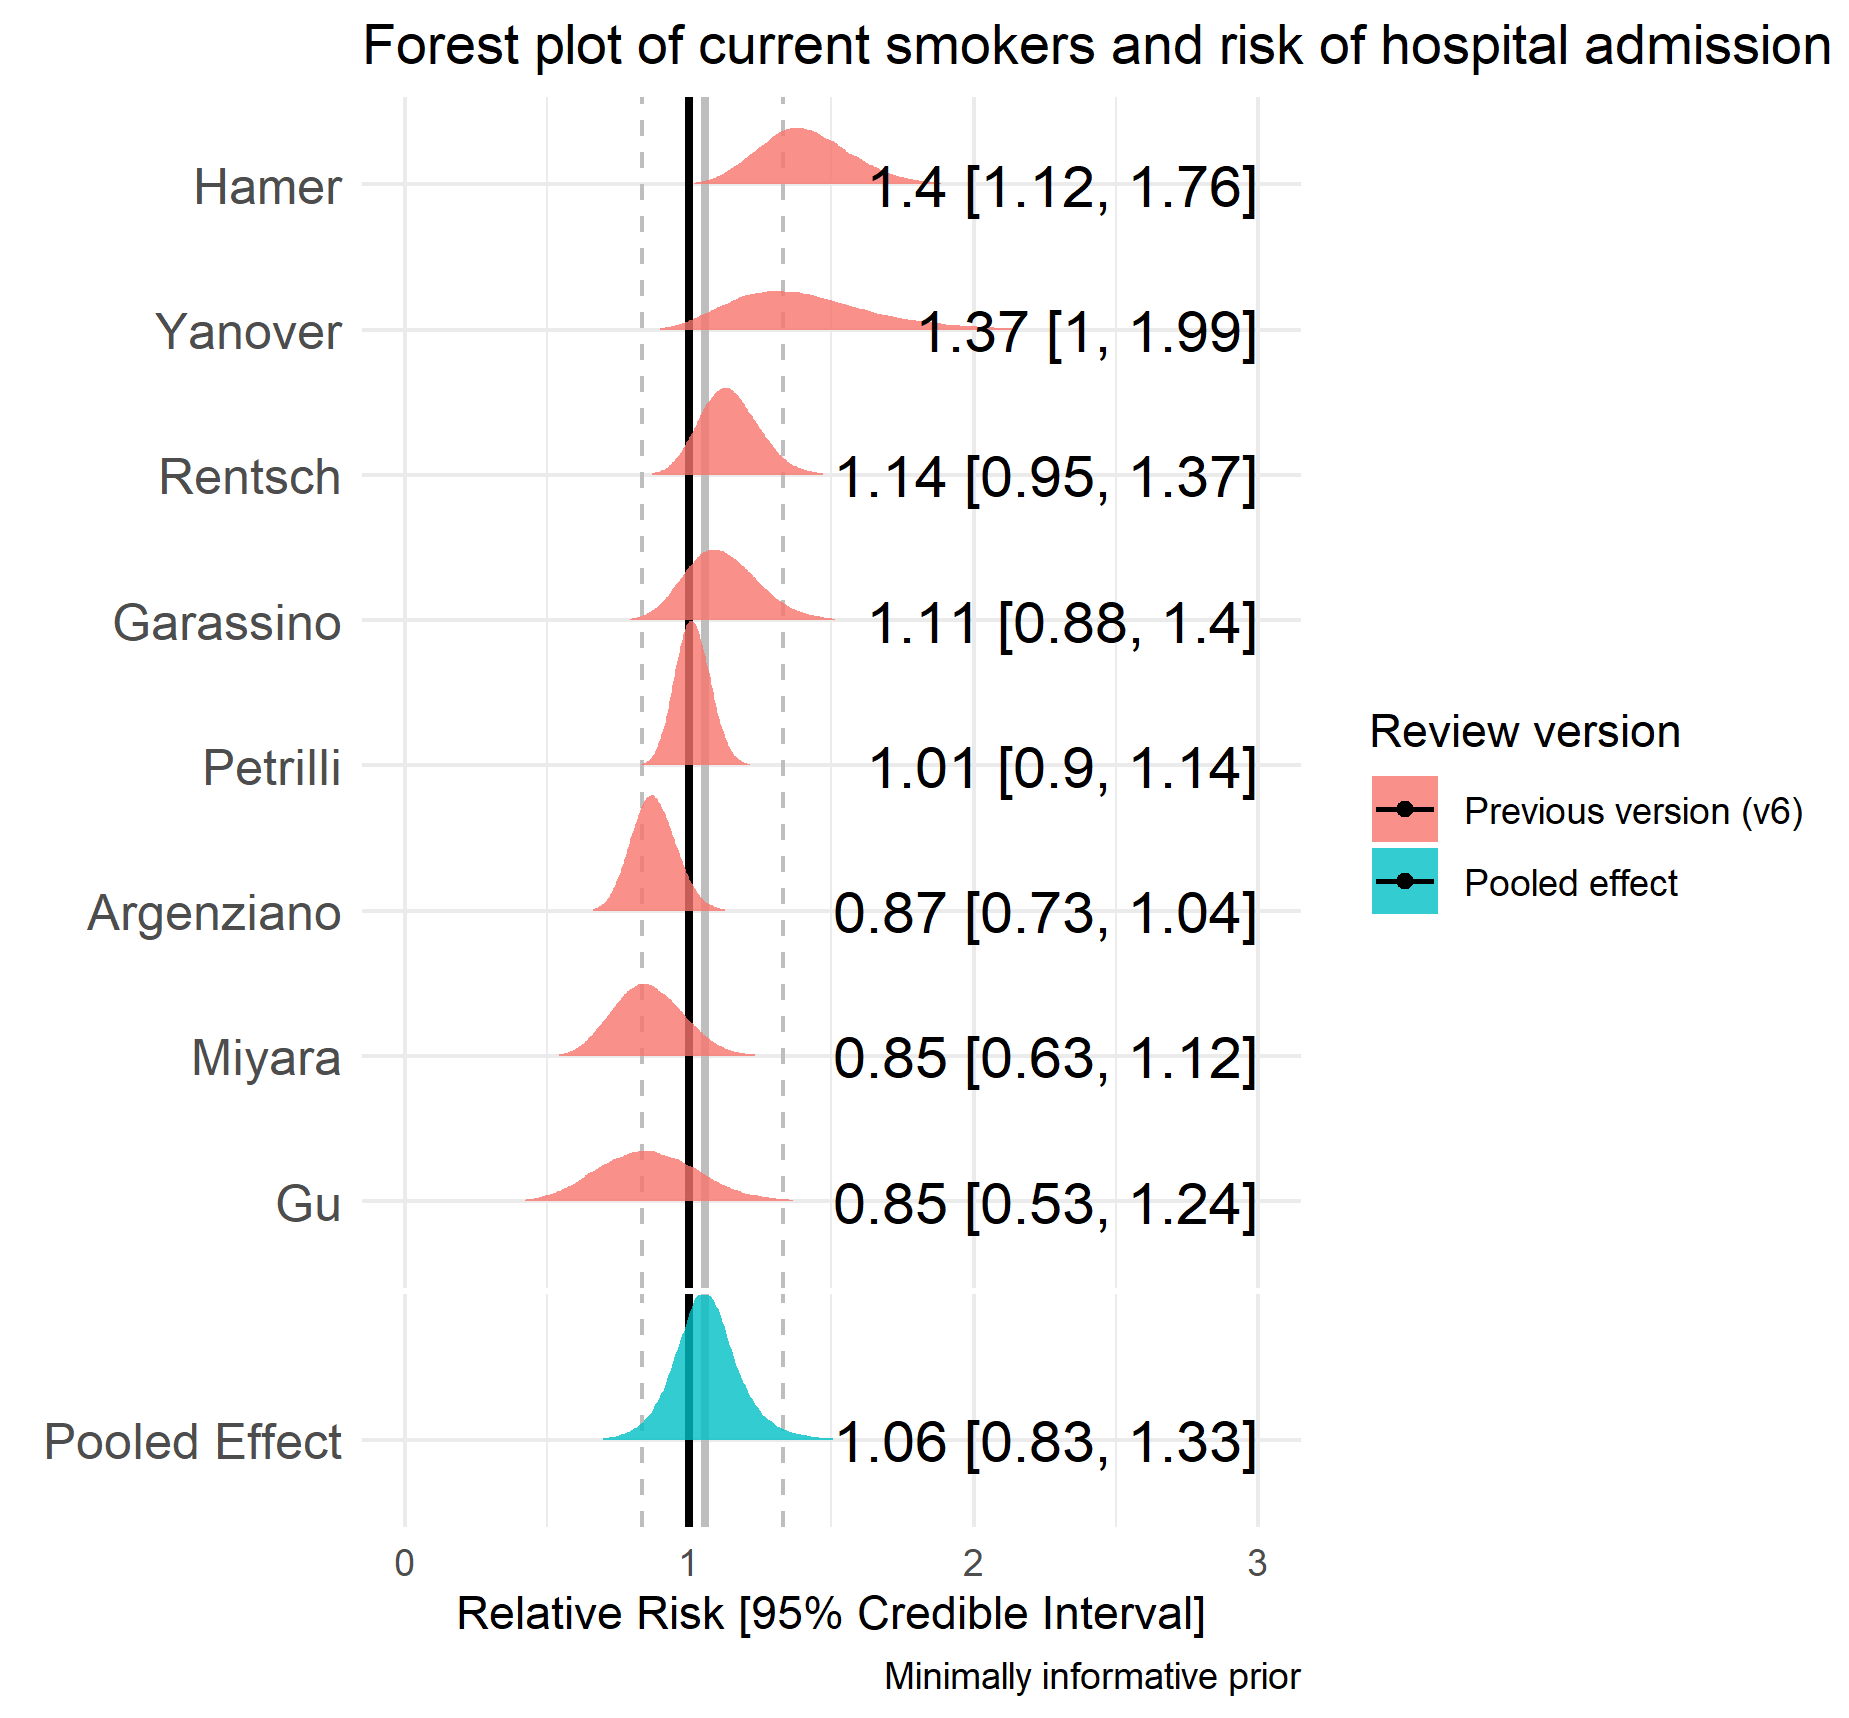 Forest plot of current smokers and risk of hospital admission
Hamer 1.4 [1.12, 1.76]
Yanover 1.37 [1, 1.99]
Rentsch 1.14 [0.95, 1.37]
Garassino 1.11 [0.88, 1.4]
Petrilli 1.01 [0.9, 1.14]
Argenziano 0.87 [0.73, 1.04]
Miyara 0.85 [0.63, 1.12]
Gu 0.85 [0.53, 1.24]
Pooled Effect 1.06 [0.83, 1.33]
0 1 2 3
Relative Risk [95% Credible Interval]
Minimally informative prior
Review version
Previous version (v6)
Pooled effect